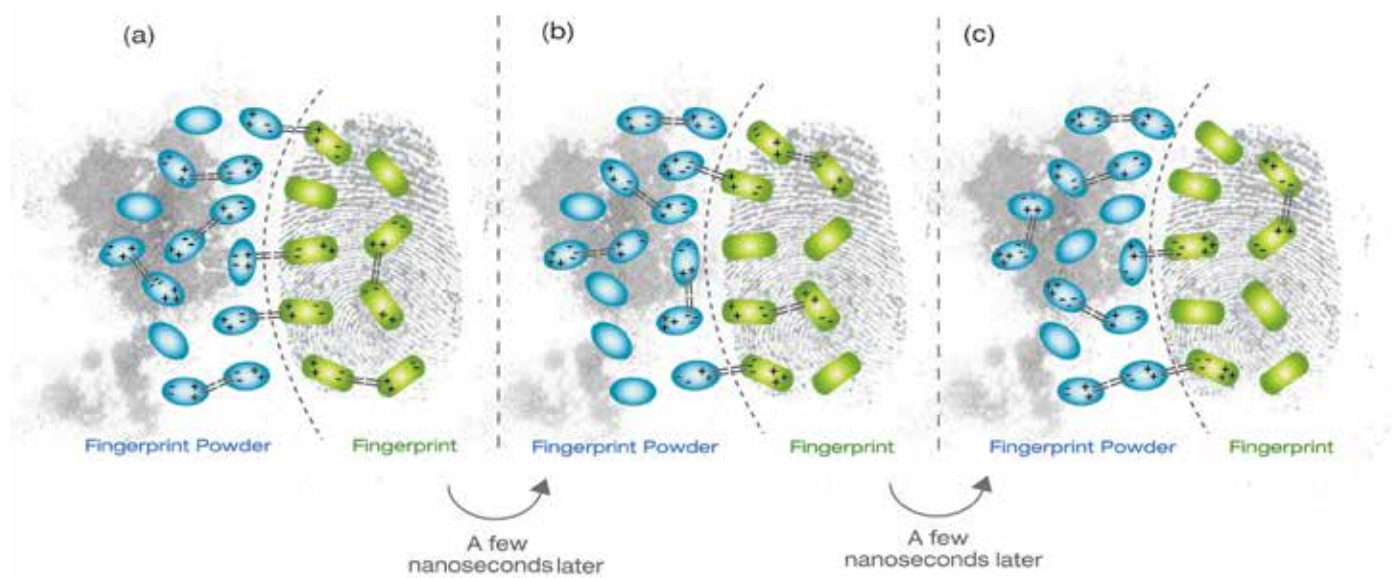 (a)
(b)
(c)
Fingerprint Powder
Fingerprint
Fingerprint Powder
Fingerprint
Fingerprint Powder
Fingerprint
A few
nanoseconds later
A few
nanoseconds later